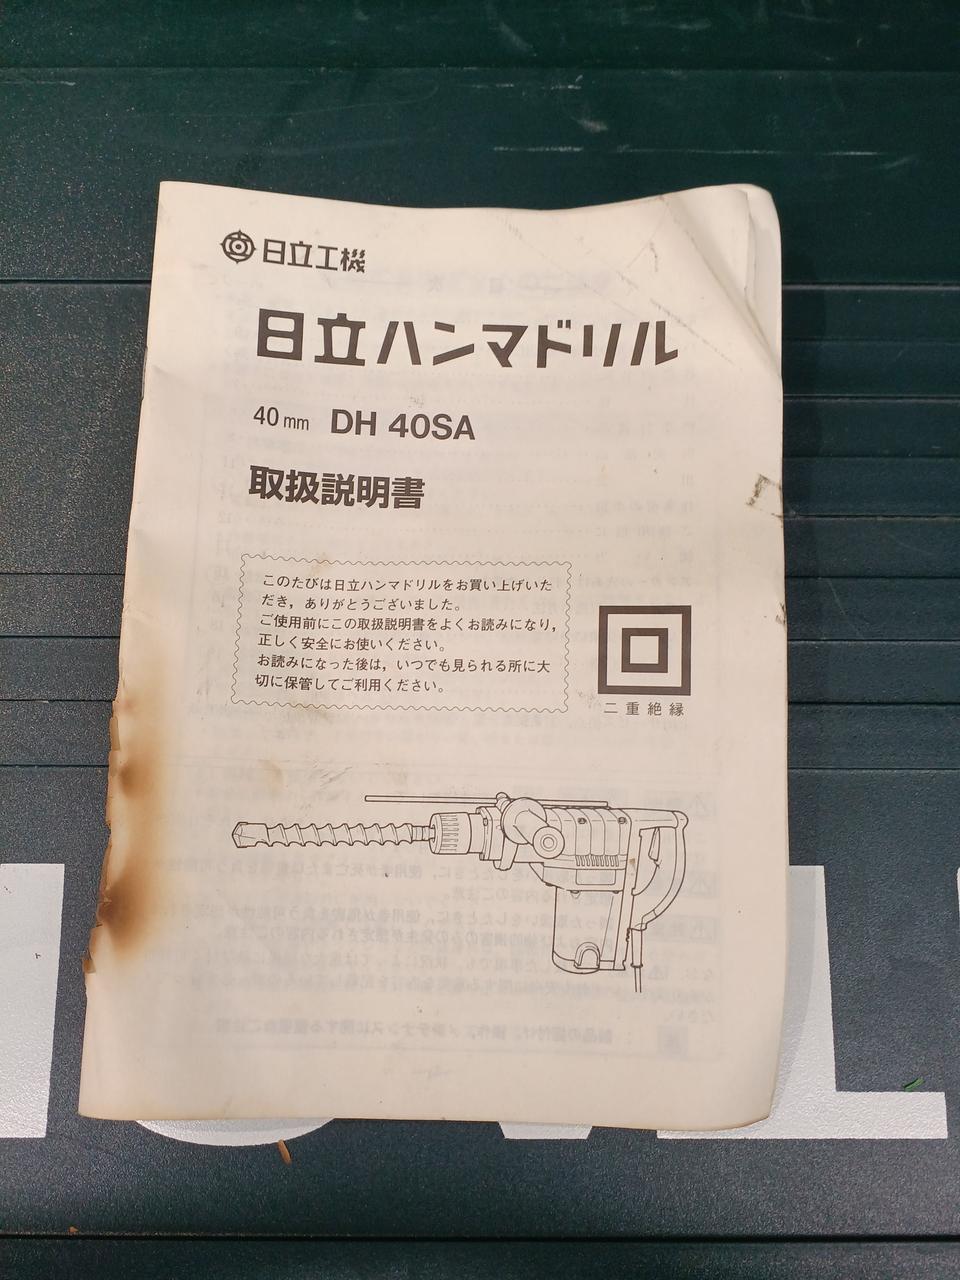 日立工機
日立ハンマドリル
40mm DH 40SA
取扱説明書
このたびは日立ハンマドリルをお買い上げいた
だき，ありがとうございました。
ご使用前にこの取扱説明書をよくお読みになり，
正しく安全にお使いください。
お読みになった後は，いつでも見られる所に大
切に保管してご利用ください。
二重絶縁